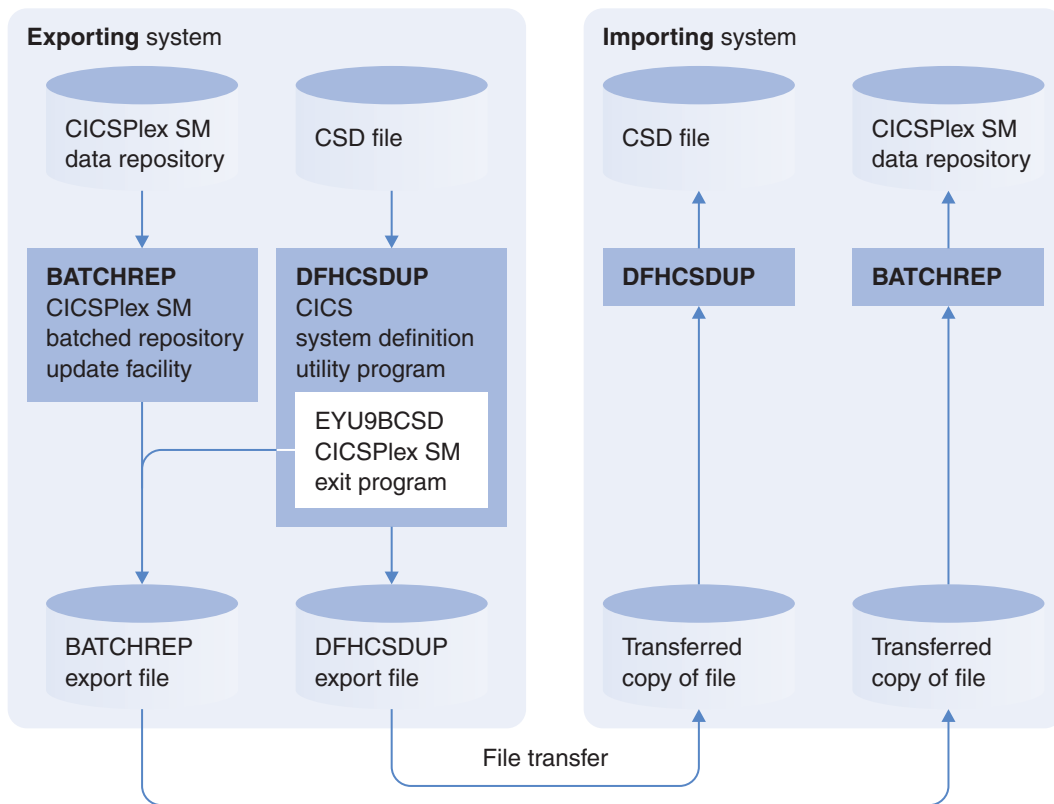 Exporting system
CICSPlex SM
data repository
CSD file
BATCHREP
CICSPlex SM
batched repository
update facility
DFHCSDUP
CICS
system definition
utility program
EYU9BCSD
CICSPlex SM
exit program
BATCHREP
export file
DFHCSDUP
export file
Importing system
CSD file
CICSPlex SM
data repository
DFHCSDUP
BATCHREP
Transferred
copy of file
Transferred
copy of file
File transfer